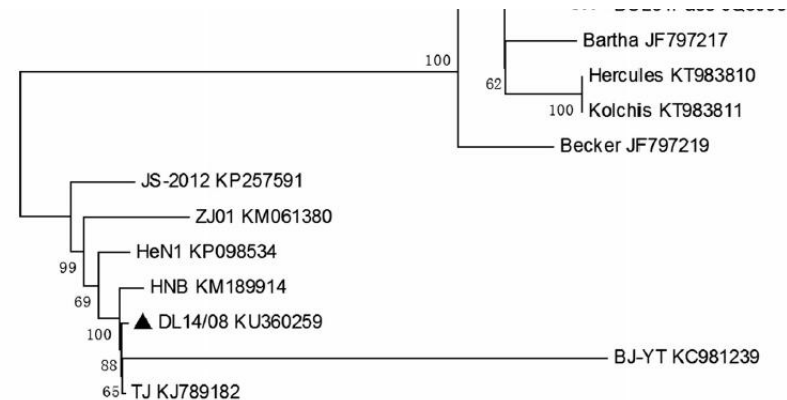 100
Bartha JF797217
62
Hercules KT983810
100
Kolchis KT983811
Becker JF797219
JS-2012 KP257591
ZJ01 KM061380
99
HeN1 KP098534
69
HNB KM189914
100
DL14/08 KU360259
88
BJ-YT KC981239
65 TJ KJ789182